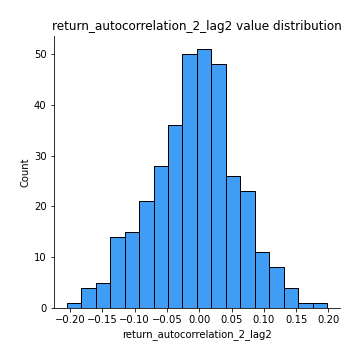 return_autocorrelation_2_lag2 value distribution
50
40
30
20
10
0
Count
−0.20 −0.15 −0.10 −0.05 0.00 0.05 0.10 0.15 0.20
return_autocorrelation_2_lag2